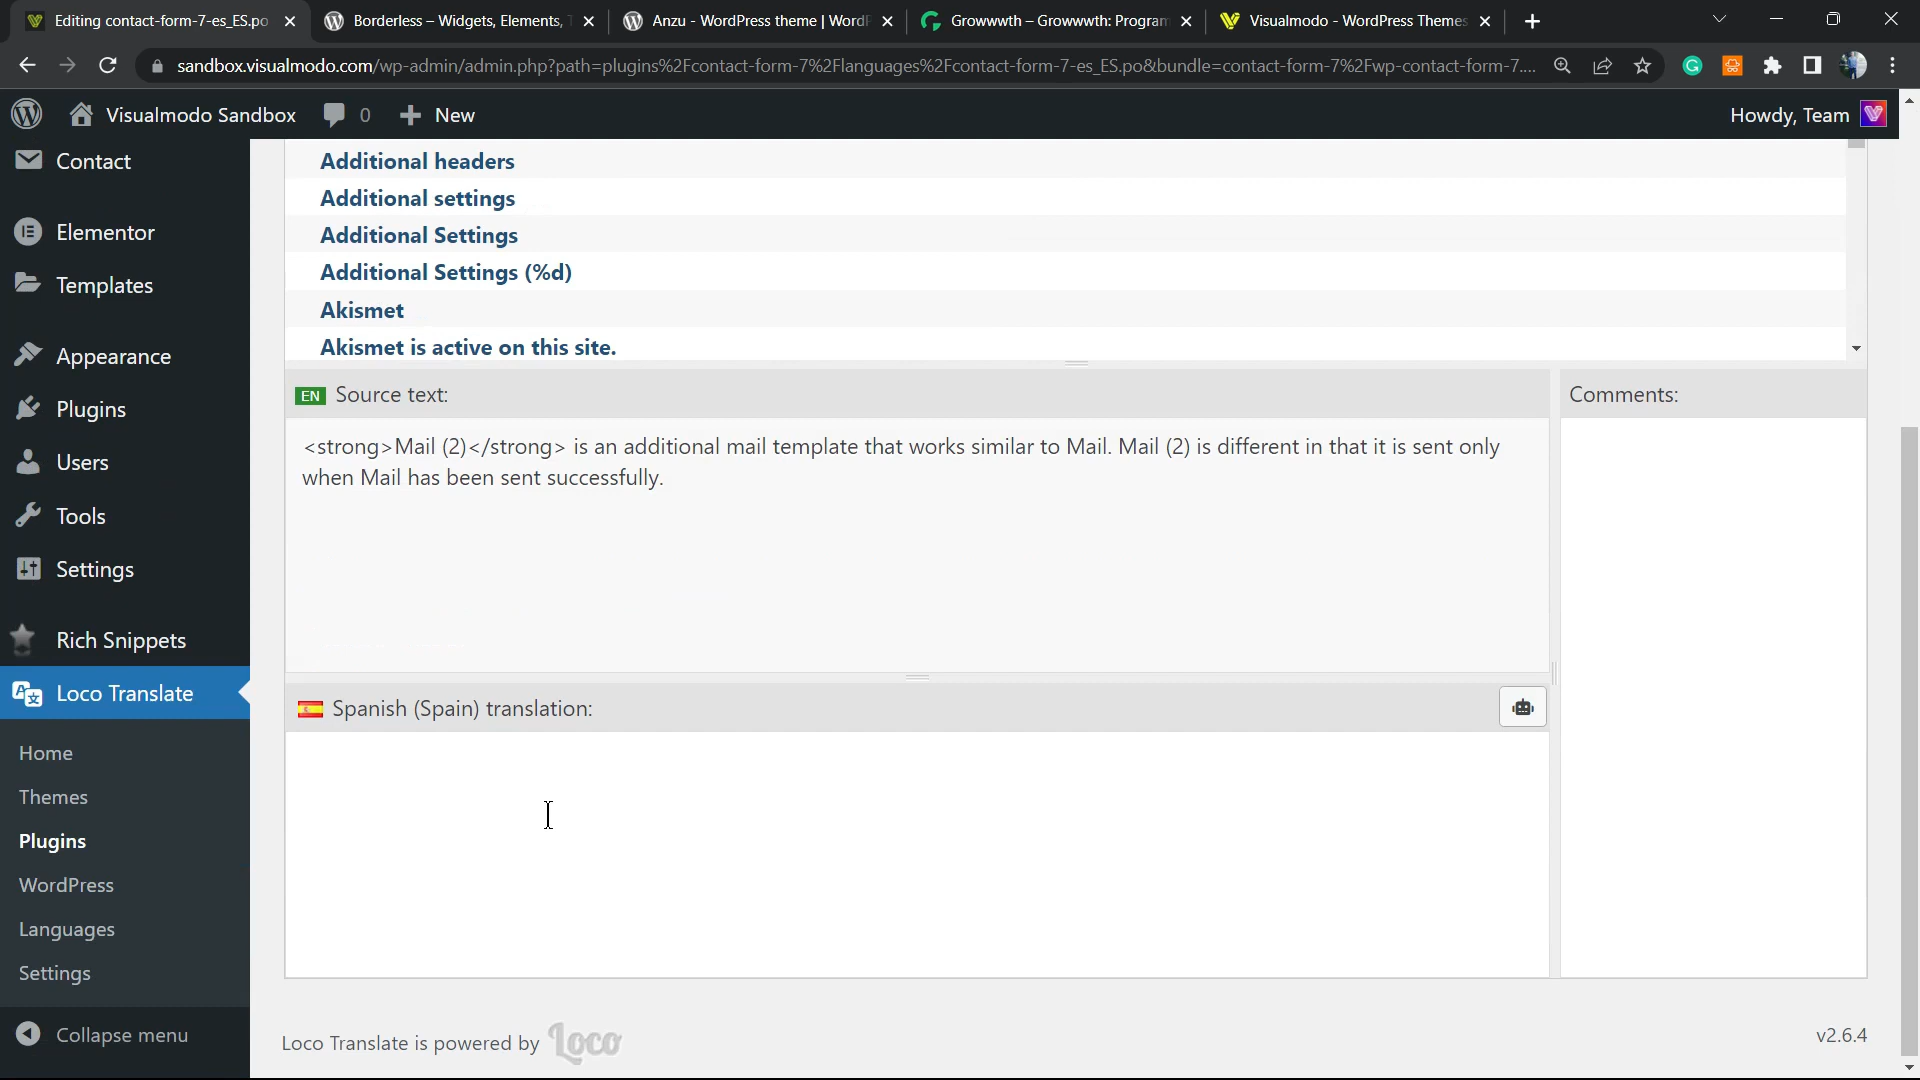 Editing contact-form-7-es_ES.po
Borderless – Widgets, Elements,
Anzu - WordPress theme | Word
Growwwth – Growwwth: Program
Visualmodo - WordPress Themes
sandbox.visualmodo.com/wp-admin/admin.php?path=plugins%2Fcontact-form-7%2Flanguages%2Fcontact-form-7-es_ES.po&bundle=contact-form-7%2Fwp-contact-form-7....
Visualmodo Sandbox
0
New
Howdy, Team
Contact
Elementor
Templates
Appearance
Plugins
Users
Tools
Settings
Rich Snippets
Loco Translate
Home
Themes
Plugins
WordPress
Languages
Settings
Collapse menu
Additional headers
Additional settings
Additional Settings
Additional Settings (%d)
Akismet
Akismet is active on this site.
EN Source text:
<strong>Mail (2)</strong> is an additional mail template that works similar to Mail. Mail (2) is different in that it is sent only
when Mail has been sent successfully.
Comments:
Spanish (Spain) translation:
Loco Translate is powered by Loco
v2.6.4